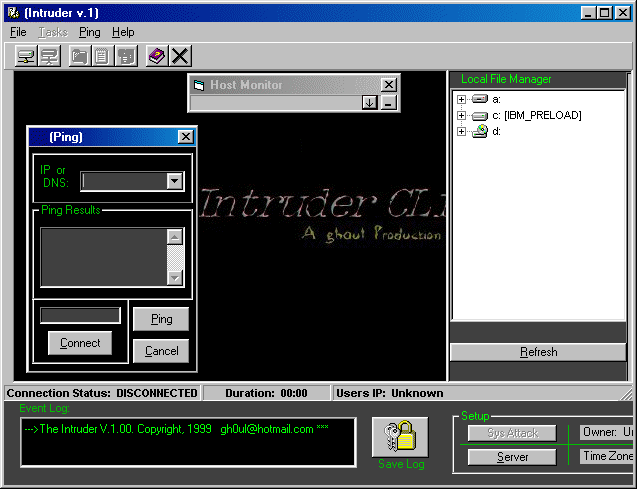 (Intruder v.1)
File Tasks Ping Help
Host Monitor
Local File Manager
a:
c: [IBM_PRELOAD]
d:
(Ping)
IP or
DNS:
Ping Results
Ping
Connect
Cancel
Intruder
A ghoul Production
Refresh
Connection Status: DISCONNECTED Duration: 00:00 Users IP: Unknown
Event Log:
--->The Intruder V.1.00, Copyright, 1999 gh0ul@hotmail.com ***
Save Log
Setup
Sys Attack
Owner:
Server
Time Zone